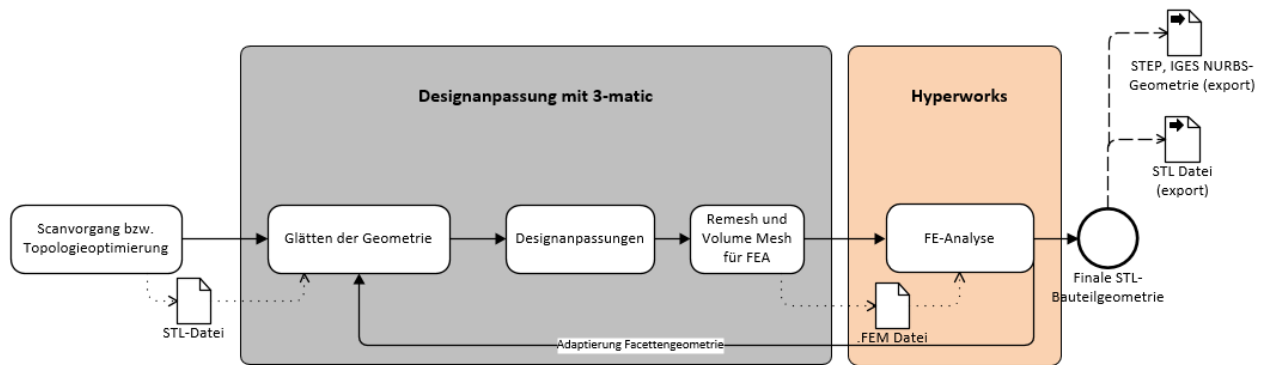 STEP, IGES NURBS-
Geometrie (export)
Designanpassung mit 3-matic
Hyperworks
STL Datei
(export)
Scanvorgang bzw.
Topologieoptimierung
Glätten der Geometrie
Designanpassungen
Remesh und
Volume Mesh
für FEA
FE-Analyse
Finale STL-
Bauteilgeometrie
STL-Datei
.FEM Datei
Adaptierung Facettengeometrie